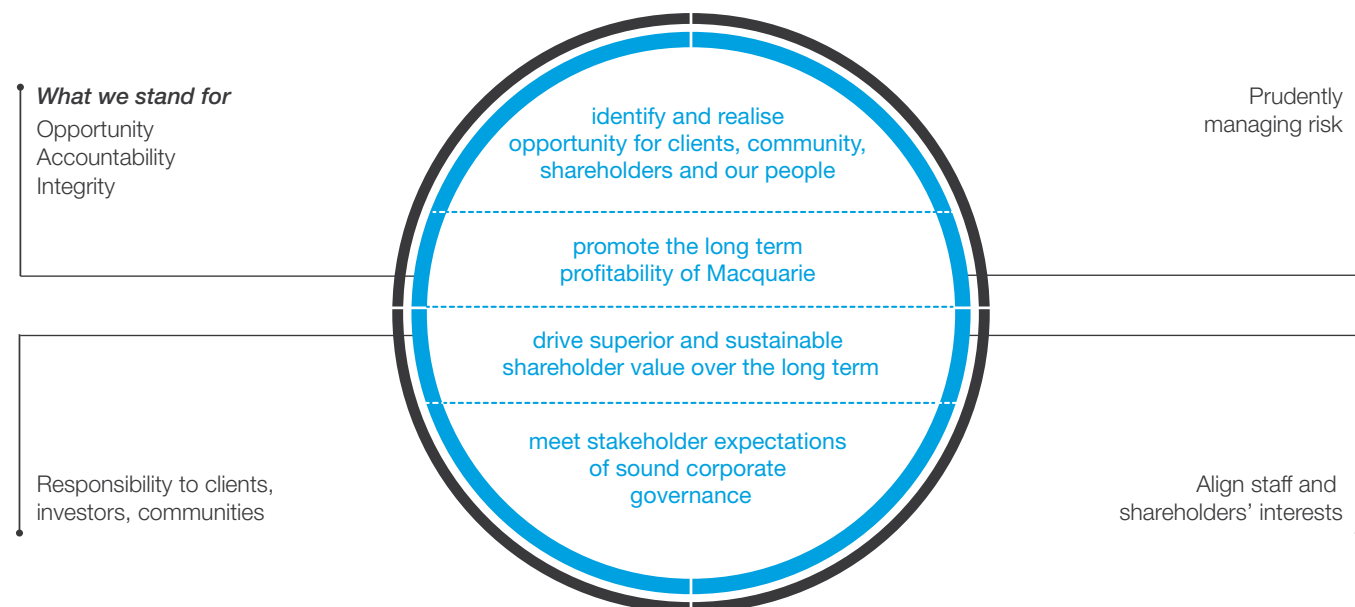 What we stand for
Opportunity
Accountability
Integrity
Prudently
managing risk
identify and realise
opportunity for clients, community,
shareholders and our people
promote the long term
profitability of Macquarie
drive superior and sustainable
shareholder value over the long term
meet stakeholder expectations
of sound corporate
governance
Responsibility to clients,
investors, communities
Align staff and
shareholders’ interests